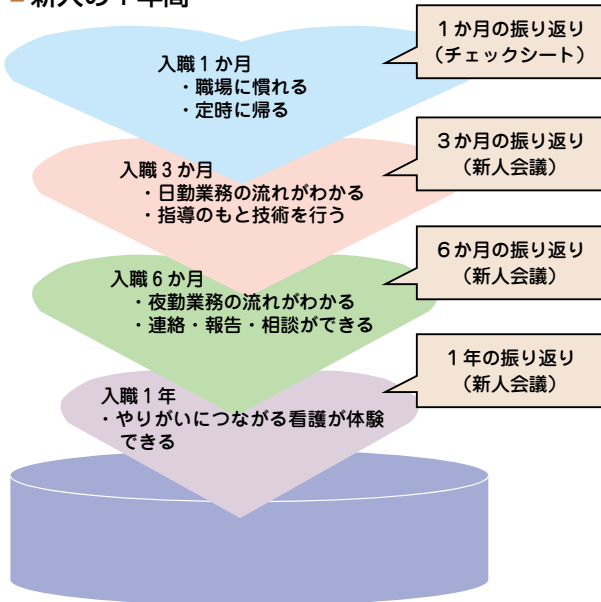 新人の1年間
入職1か月
・職場に慣れる
・定時に帰る
1か月の振り返り
（チェックシート）
入職3か月
・日勤業務の流れがわかる
・指導のもと技術を行う
3か月の振り返り
（新人会議）
入職6か月
・夜勤業務の流れがわかる
・連絡・報告・相談ができる
6か月の振り返り
（新人会議）
入職1年
・やりがいにつながる看護が体験
できる
1年の振り返り
（新人会議）